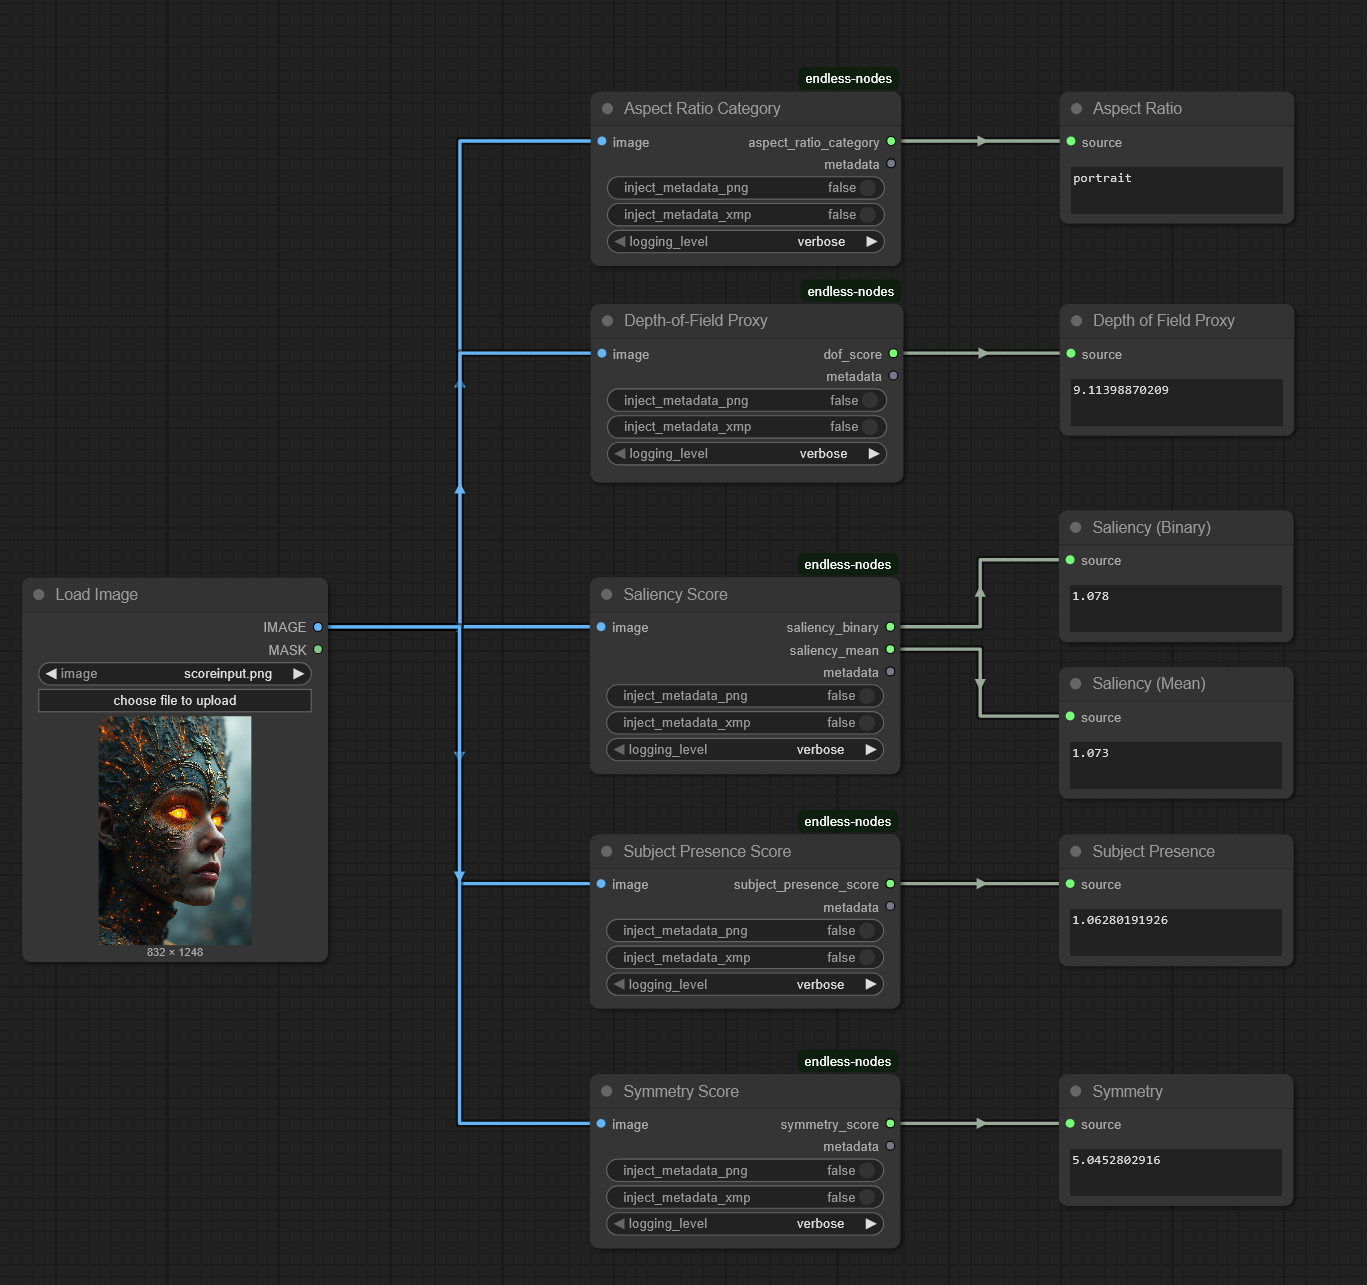 endless-nodes
Aspect Ratio Category
image
aspect_ratio_category
metadata
inject_metadata_png false
inject_metadata_xmp false
logging_level verbose
Aspect Ratio
source
portrait
endless-nodes
Depth-of-Field Proxy
image
dof_score
metadata
inject_metadata_png false
inject_metadata_xmp false
logging_level verbose
Depth of Field Proxy
source
9.11398870209
Load Image
IMAGE
MASK
image scoreinput.png
choose file to upload
832 × 1248
endless-nodes
Saliency Score
image
saliency_binary
saliency_mean
metadata
inject_metadata_png false
inject_metadata_xmp false
logging_level verbose
Saliency (Binary)
source
1.078
Saliency (Mean)
source
1.073
endless-nodes
Subject Presence Score
image
subject_presence_score
metadata
inject_metadata_png false
inject_metadata_xmp false
logging_level verbose
Subject Presence
source
1.06280191926
endless-nodes
Symmetry Score
image
symmetry_score
metadata
inject_metadata_png false
inject_metadata_xmp false
logging_level verbose
Symmetry
source
5.0452802916